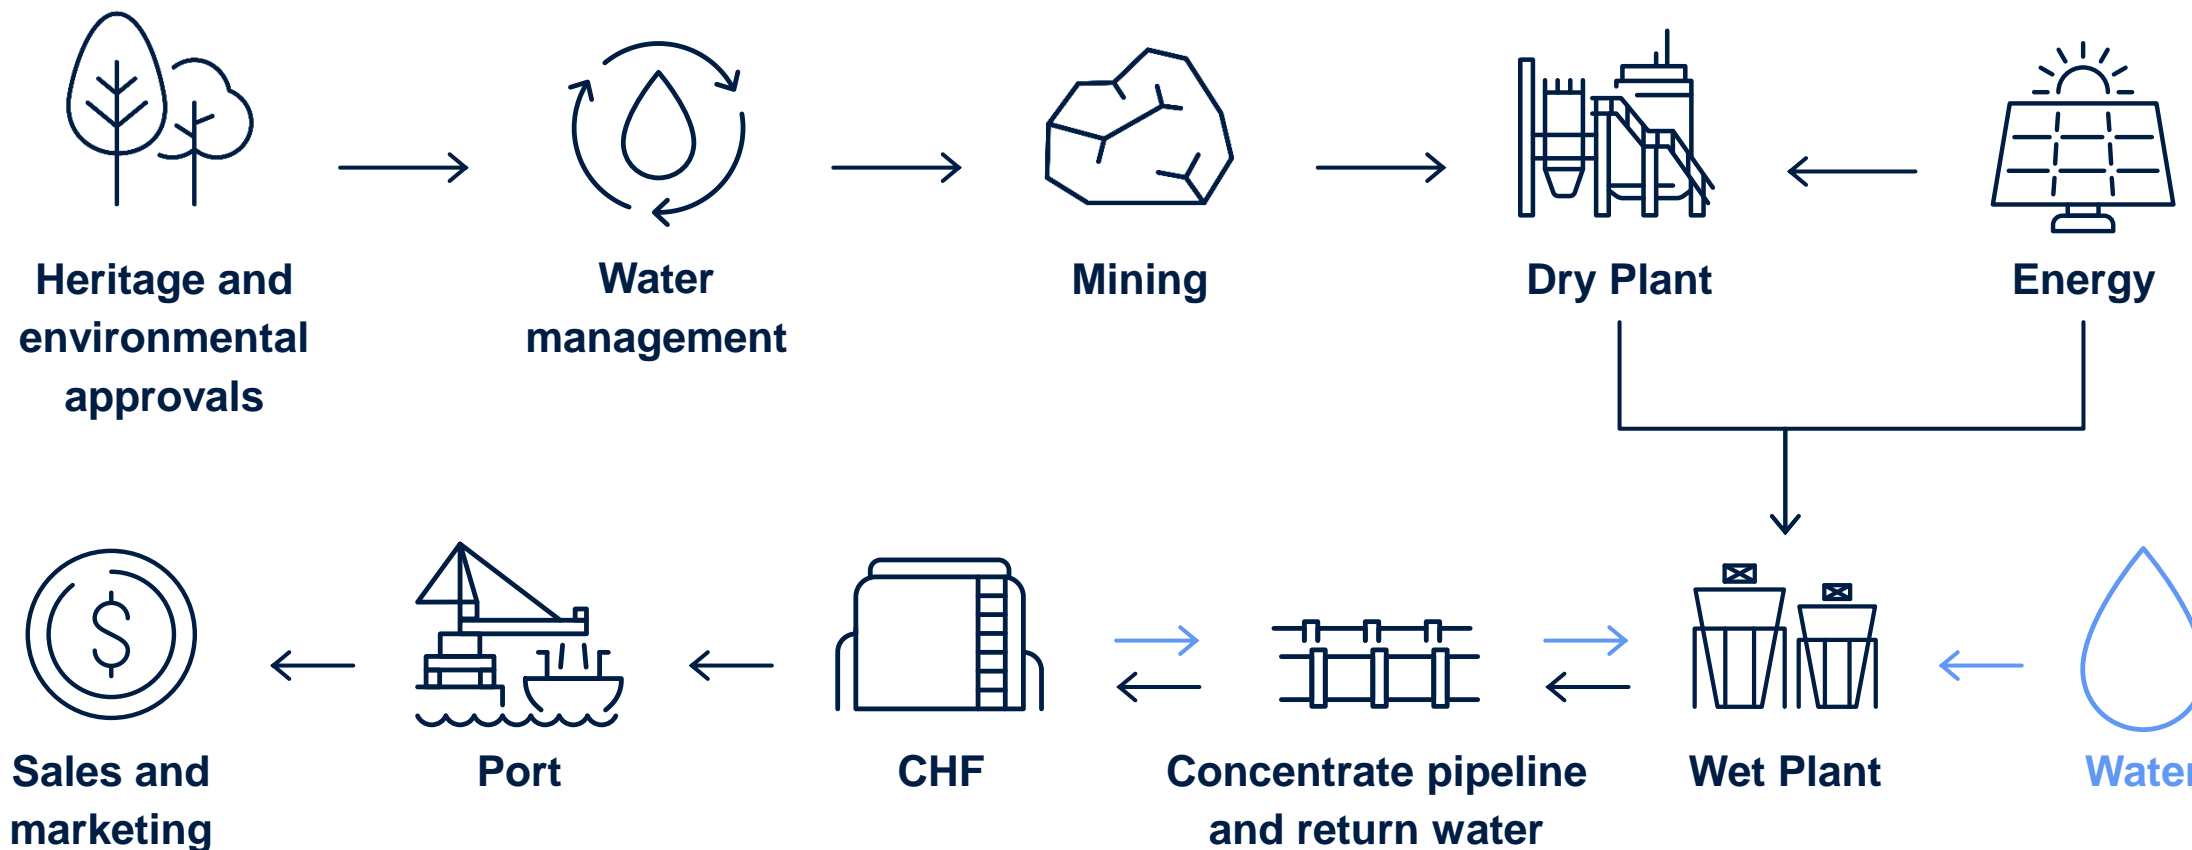 Heritage and
environmental
approvals
Water
management
Mining
Dry Plant
Energy
Sales and
marketing
Port
CHF
Concentrate pipeline
and return water
Wet Plant
Water